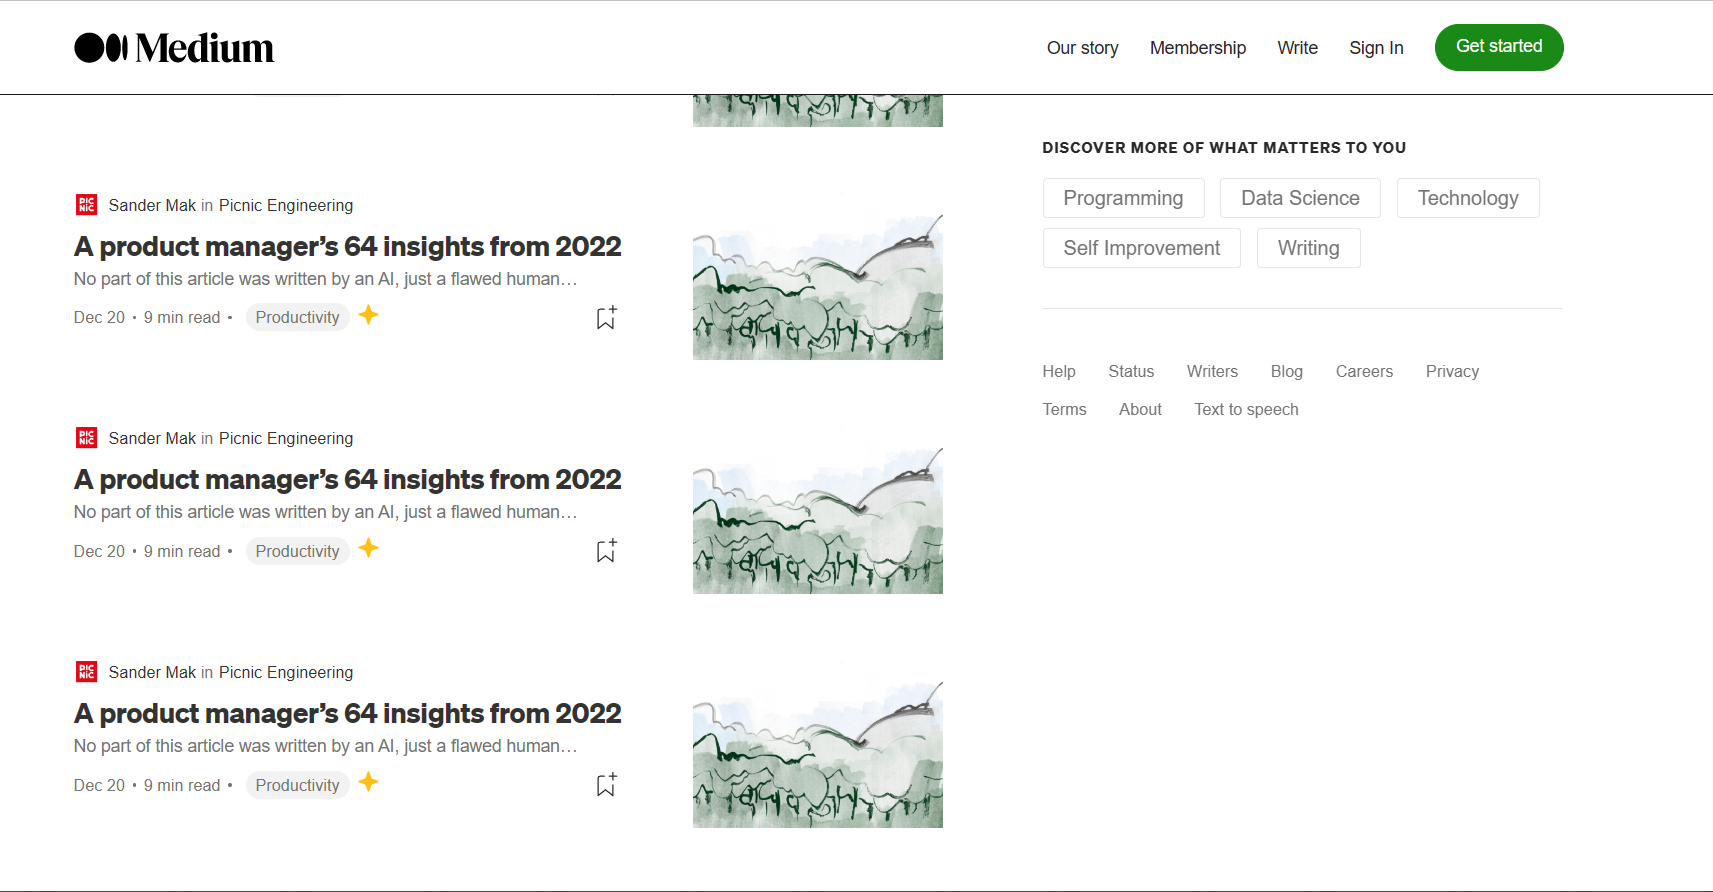 Medium
Our story Membership Write Sign In Get started
Sander Mak in Picnic Engineering
A product manager’s 64 insights from 2022
No part of this article was written by an AI, just a flawed human…
Dec 20 • 9 min read • Productivity
Sander Mak in Picnic Engineering
A product manager’s 64 insights from 2022
No part of this article was written by an AI, just a flawed human…
Dec 20 • 9 min read • Productivity
Sander Mak in Picnic Engineering
A product manager’s 64 insights from 2022
No part of this article was written by an AI, just a flawed human…
Dec 20 • 9 min read • Productivity
DISCOVER MORE OF WHAT MATTERS TO YOU
Programming Data Science Technology
Self Improvement Writing
Help Status Writers Blog Careers Privacy
Terms About Text to speech